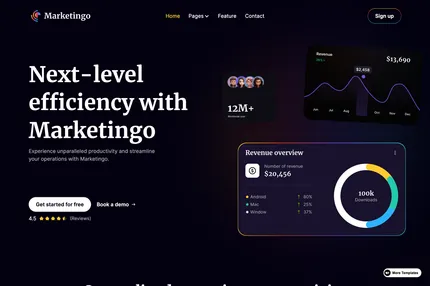 Marketingo
Home
Pages
Feature
Contact
Sign up
Next-level
efficiency with
Marketingo
Experience unparalleled productivity and streamline
your operations with Marketingo.
Get started for free
Book a demo →
4.5
(Reviews)
12M+
Revenue
$13,690
$2,458
Jun
Jul
Aug
Sep
Oct
Nov
Revenue overview
Number of revenue
$20,456
Android ↑ 60%
Mac ↑ 25%
Window ↑ 37%
100k
Downloads
More Templates